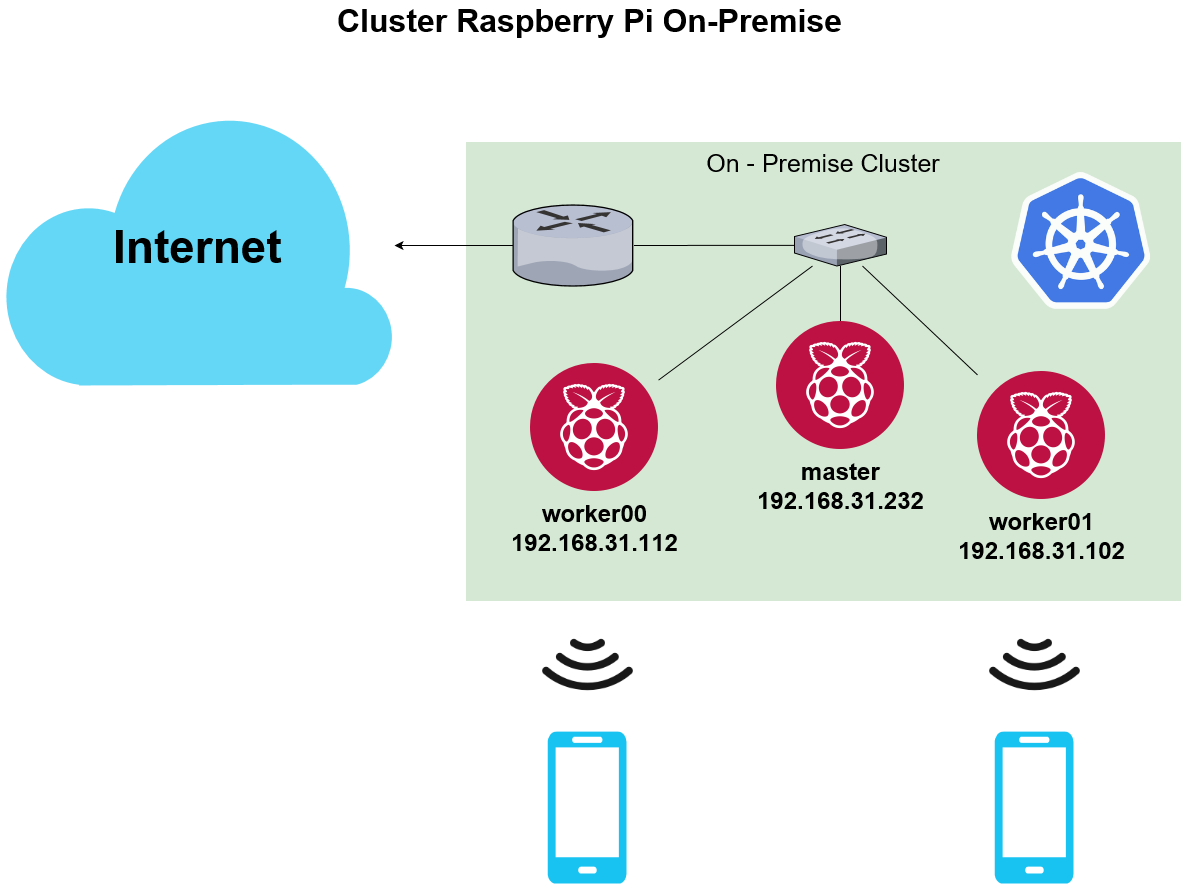 Cluster Raspberry Pi On-Premise
On - Premise Cluster
Internet
master
192.168.31.232
worker00
192.168.31.112
worker01
192.168.31.102